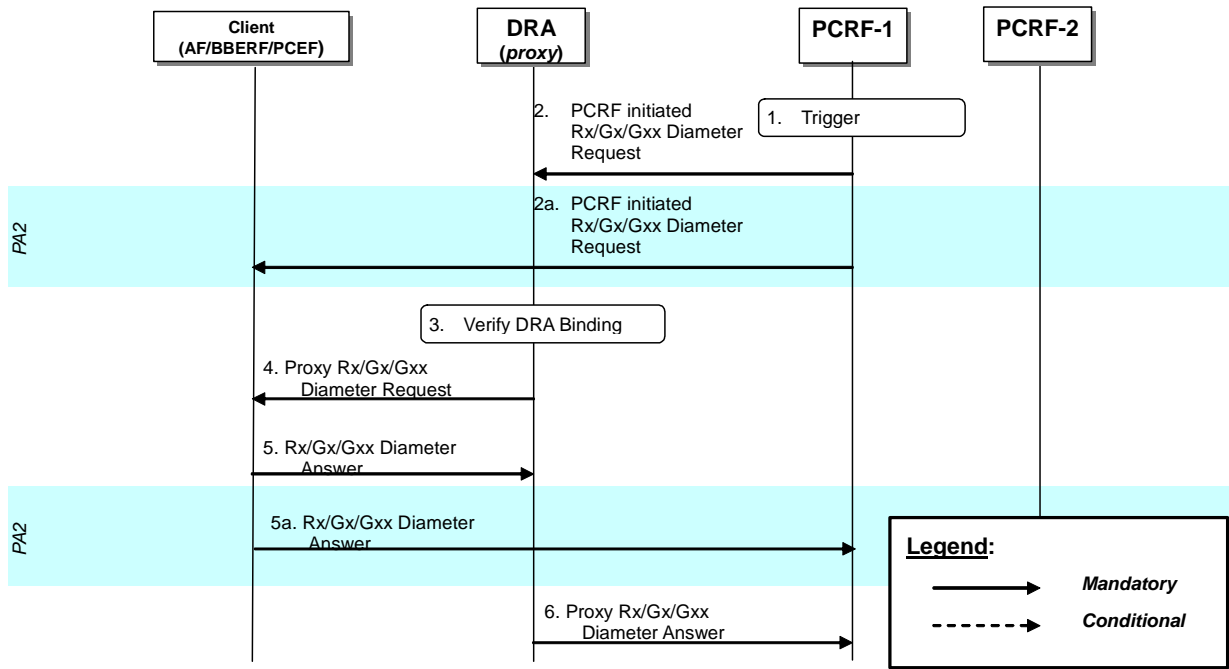 Client
(AF/BBERF/PCEF)
DRA
(proxy)
PCRF-1
PCRF-2
1. Trigger
2. PCRF initiated
Rx/Gx/Gxx Diameter
Request
PA2
2a. PCRF initiated
Rx/Gx/Gxx Diameter
Request
3. Verify DRA Binding
4. Proxy Rx/Gx/Gxx
Diameter Request
5. Rx/Gx/Gxx Diameter
Answer
PA2
5a. Rx/Gx/Gxx Diameter
Answer
6. Proxy Rx/Gx/Gxx
Diameter Answer
Legend:
Mandatory
Conditional